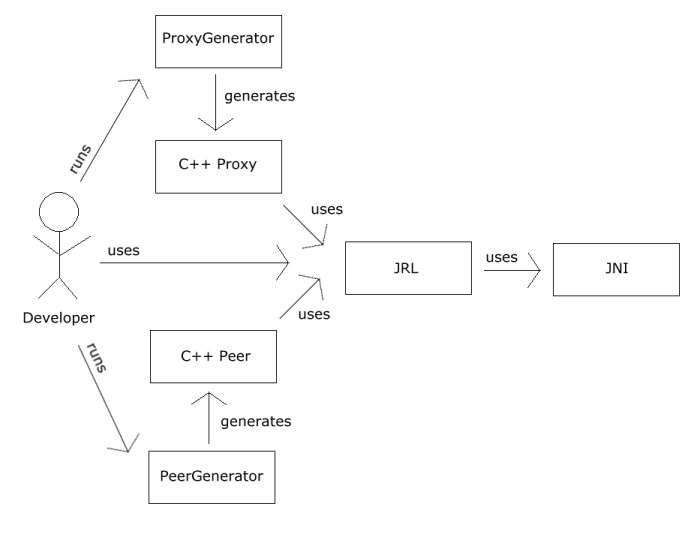 ProxyGenerator
generates
runs
C++ Proxy
uses
uses
JRL
uses
JNI
Developer
uses
runs
C++ Peer
generates
PeerGenerator